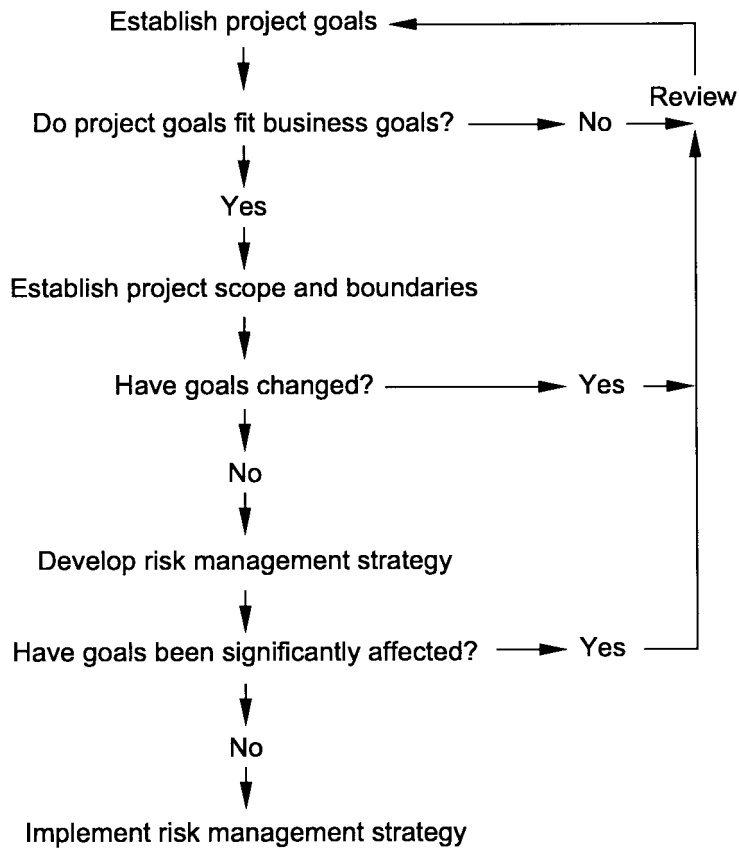 Establish project goals
Review
Do project goals fit business goals?
No
Yes
Establish project scope and boundaries
Have goals changed?
Yes
No
Develop risk management strategy
Have goals been significantly affected?
Yes
No
Implement risk management strategy